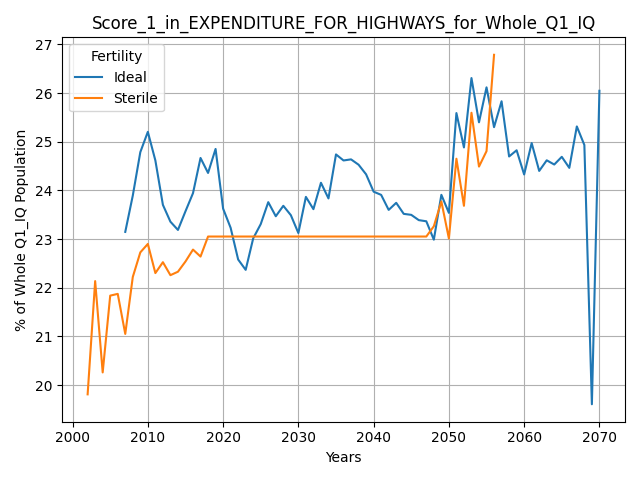 Score_1_in_EXPENDITURE_FOR_HIGHWAYS_for_Whole_Q1_IQ
Fertility
Ideal
Sterile
% of Whole Q1_IQ Population
27
26
25
24
23
22
21
20
2000 2010 2020 2030 2040 2050 2060 2070
Years